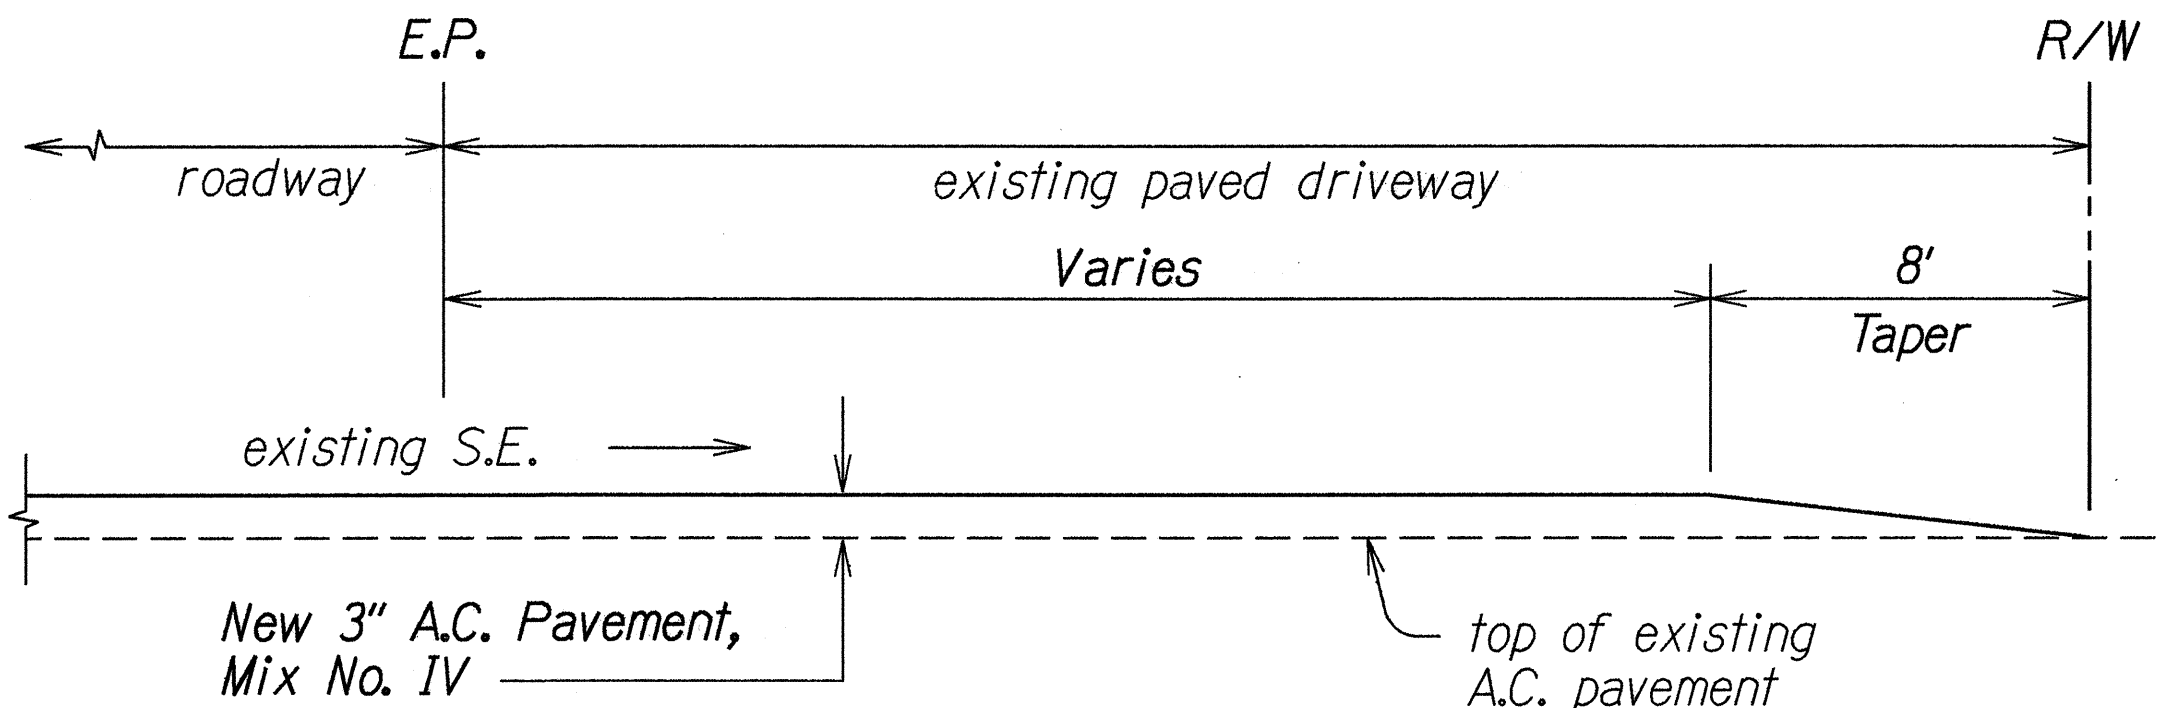 E.P.
R/W
roadway
existing paved driveway
Varies
8'
Taper
existing S.E.
New 3" A.C. Pavement,
Mix No. IV
top of existing
A.C. pavement